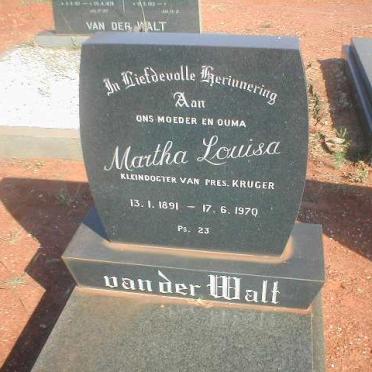 VAN DER WALT
In Liefdevolle Herinnering
Aan
ONS MOEDER EN OUMA
Martha Louisa
KLEINDOGTER VAN PRES. KRUGER
13.1.1891 - 17.6.1970
Ps. 23
van der Walt